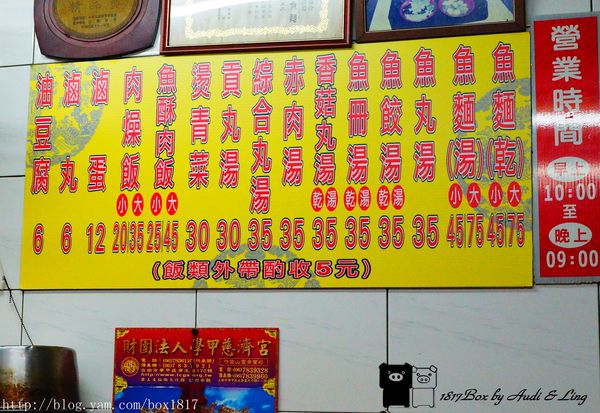 精品獎
魚麵(乾) 小 大 45 75
魚麵(湯) 小 大 45 75
魚丸湯 35
魚餃湯 乾 湯 35
魚冊湯 乾 湯 35
香菇丸湯 乾 湯 35
赤肉湯 35
綜合丸湯 35
貢丸湯 30
燙青菜 30
魚酥肉飯 小 大 25 45
肉燥飯 小 大 20 35
滷蛋 12
滷丸 6
油豆腐 6
(飯類外帶酌收5元)
營業時間
早上
10:00
至
晚上
09:00
財團法人學甲慈濟宮
1817Box by Audi & Ling
http://blog.yam.com/box1817